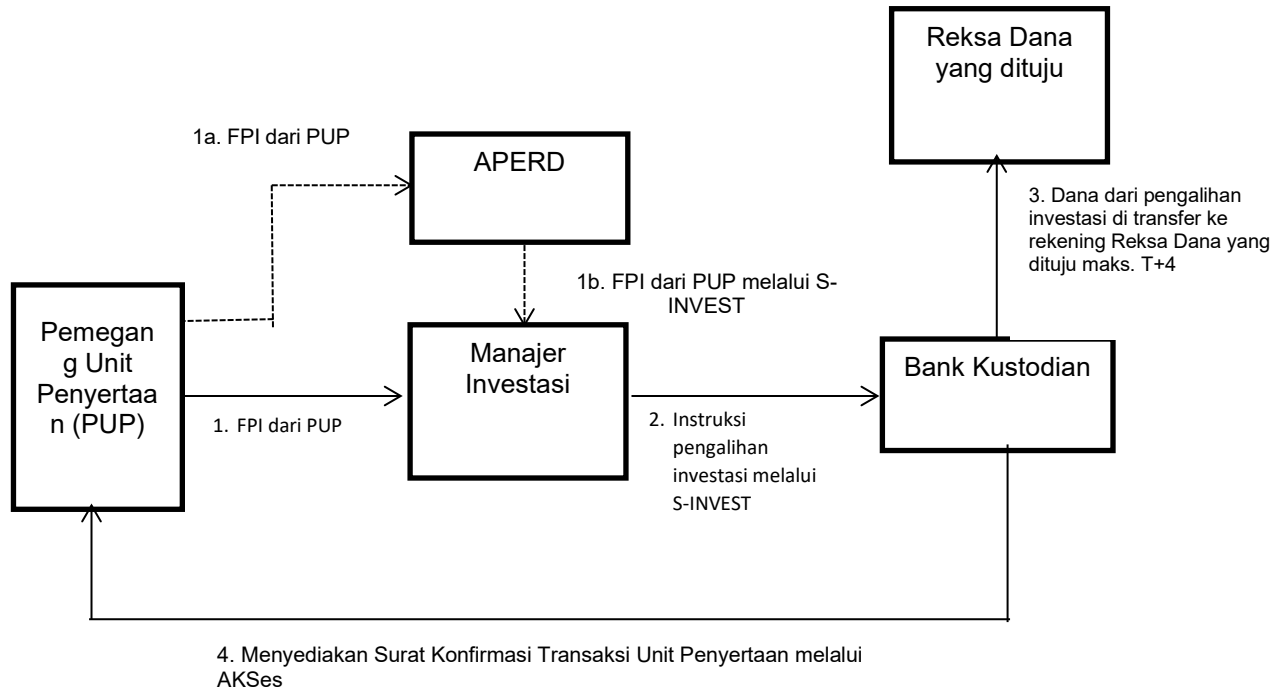 Reksa Dana
yang dituju
1a. FPI dari PUP
APERD
3. Dana dari pengalihan
investasi di transfer ke
rekening Reksa Dana yang
dituju maks. T+4
1b. FPI dari PUP melalui S-
INVEST
Pemegan
g Unit
Penyertaa
n (PUP)
Manajer
Investasi
Bank Kustodian
1. FPI dari PUP
2. Instruksi
pengalihan
investasi melalui
S-INVEST
4. Menyediakan Surat Konfirmasi Transaksi Unit Penyertaan melalui
AKSes